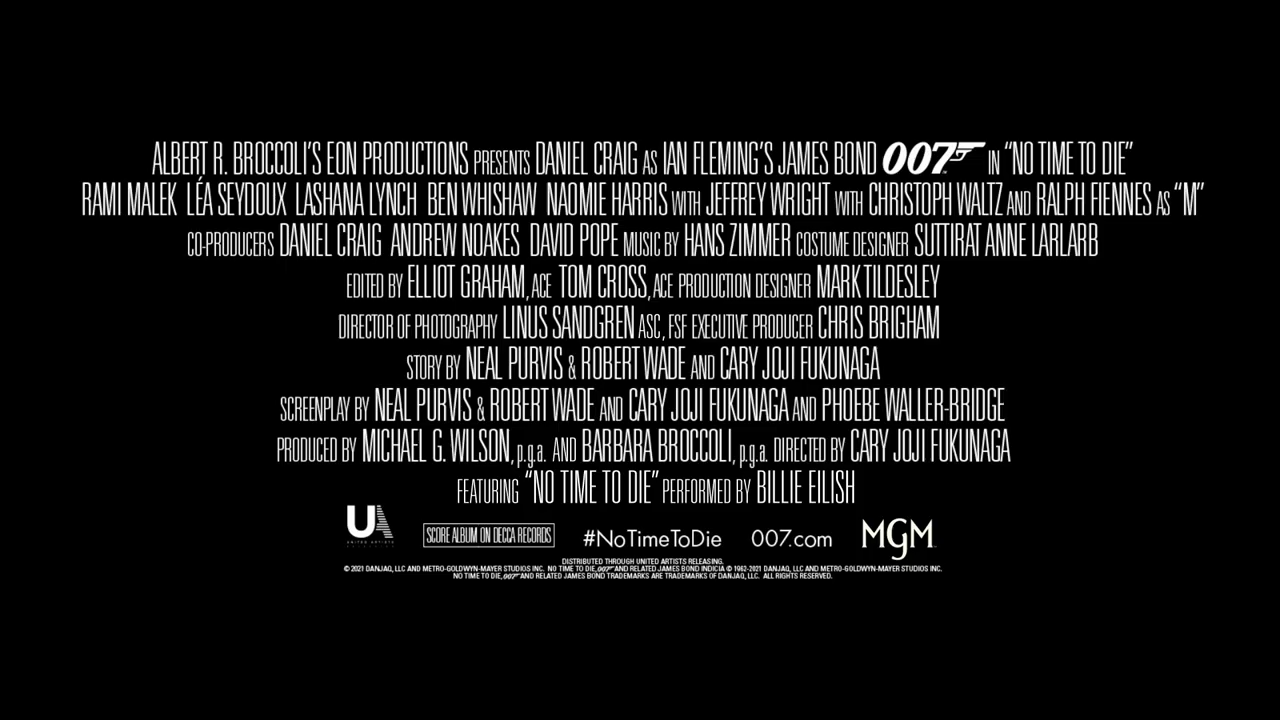 ALBERT R. BROCCOLI'S EON PRODUCTIONS PRESENTS DANIEL CRAIG AS IAN FLEMING'S JAMES BOND 007 IN "NO TIME TO DIE"
RAMI MALEK LÉA SEYDOUX LASHANA LYNCH BEN WHISHAW NAOMIE HARRIS WITH JEFFREY WRIGHT WITH CHRISTOPH WALTZ AND RALPH FIENNES AS "M"
CO-PRODUCERS DANIEL CRAIG ANDREW NOAKES DAVID POPE MUSIC BY HANS ZIMMER COSTUME DESIGNER SUTTIRAT ANNE LARLARB
EDITED BY ELLIOT GRAHAM, ACE TOM CROSS, ACE PRODUCTION DESIGNER MARK TILDESLEY
DIRECTOR OF PHOTOGRAPHY LINUS SANDGREN ASC, FSF EXECUTIVE PRODUCER CHRIS BRIGHAM
STORY BY NEAL PURVIS & ROBERT WADE AND CARY JOJI FUKUNAGA
SCREENPLAY BY NEAL PURVIS & ROBERT WADE AND CARY JOJI FUKUNAGA AND PHOEBE WALLER-BRIDGE
PRODUCED BY MICHAEL G. WILSON, p.g.a. AND BARBARA BROCCOLI, p.g.a. DIRECTED BY CARY JOJI FUKUNAGA
FEATURING "NO TIME TO DIE" PERFORMED BY BILLIE EILISH
UA UNITED ARTISTS SCORE ALBUM ON DECCA RECORDS #NoTimeToDie 007.com MGM
DISTRIBUTED THROUGH UNITED ARTISTS RELEASING.
© 2021 DANJAQ, LLC AND METRO-GOLDWYN-MAYER STUDIOS INC. NO TIME TO DIE, 007 AND RELATED JAMES BOND INDICIA © 1962-2021 DANJAQ, LLC AND METRO-GOLDWYN-MAYER STUDIOS INC.
NO TIME TO DIE, 007 AND RELATED JAMES BOND TRADEMARKS ARE TRADEMARKS OF DANJAQ, LLC. ALL RIGHTS RESERVED.